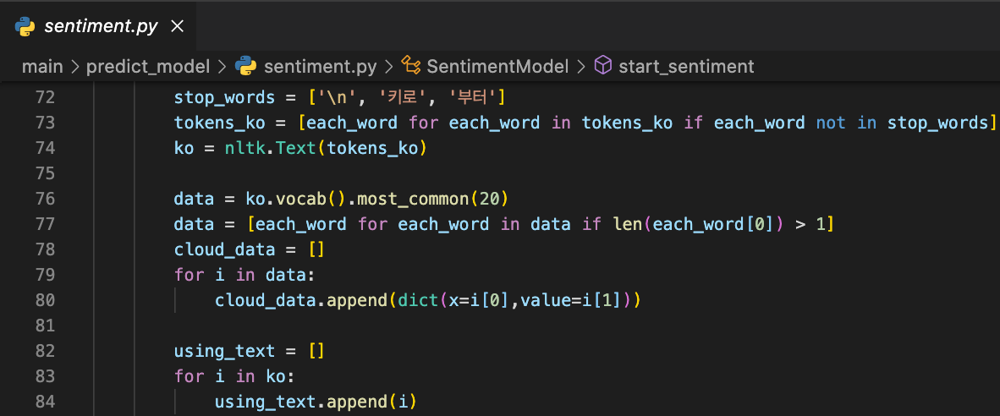 sentiment.py ×
main > predict_model > sentiment.py > SentimentModel > start_sentiment
72 stop_words = ['\n', '키로', '부터']
73 tokens_ko = [each_word for each_word in tokens_ko if each_word not in stop_words]
74 ko = nltk.Text(tokens_ko)
75
76 data = ko.vocab().most_common(20)
77 data = [each_word for each_word in data if len(each_word[0]) > 1]
78 cloud_data = []
79 for i in data:
80 cloud_data.append(dict(x=i[0],value=i[1]))
81
82 using_text = []
83 for i in ko:
84 using_text.append(i)